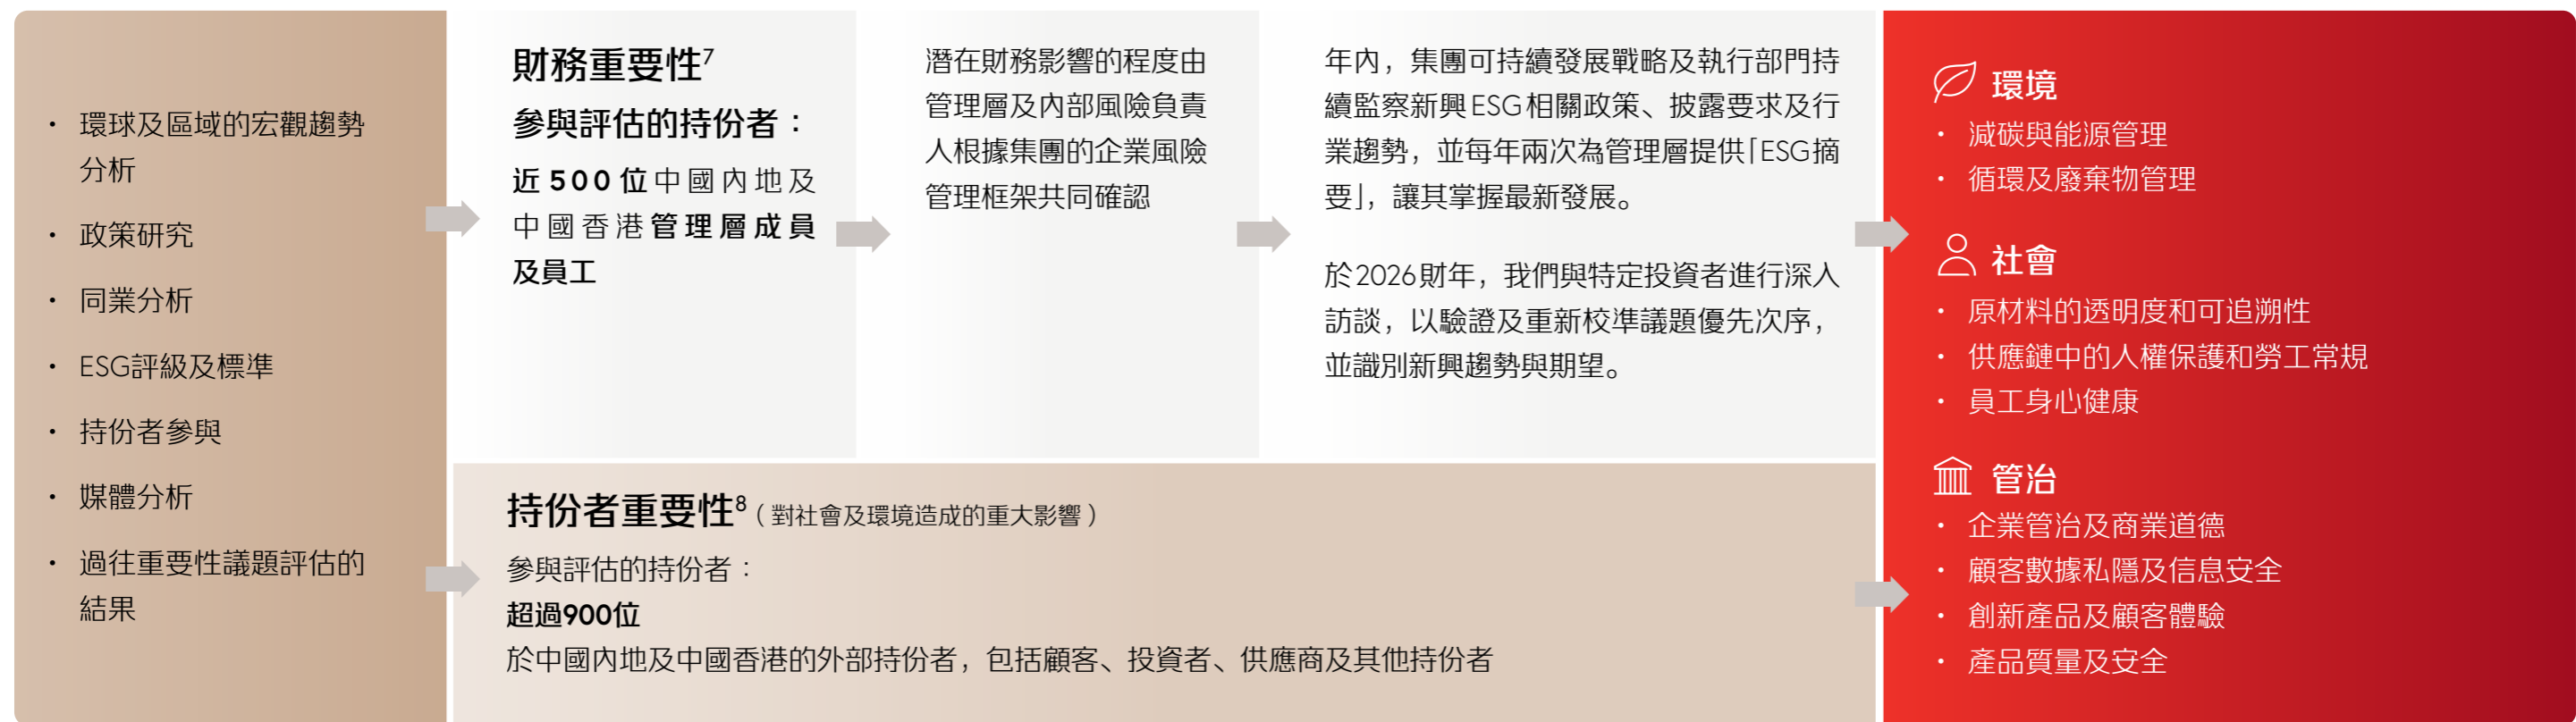 • 環球及區域的宏觀趨勢
分析
• 政策研究
• 同業分析
• ESG評級及標準
• 持份者參與
• 媒體分析
• 過往重要性議題評估的
結果
財務重要性7
參與評估的持份者：
近500位中國內地及
中國香港管理層成員
及員工
潛在財務影響的程度由
管理層及內部風險負責
人根據集團的企業風險
管理框架共同確認
年內，集團可持續發展戰略及執行部門持
續監察新興ESG相關政策、披露要求及行
業趨勢，並每年兩次為管理層提供「ESG摘
要」，讓其掌握最新發展。
於2026財年，我們與特定投資者進行深入
訪談，以驗證及重新校準議題優先次序，
並識別新興趨勢與期望。
持份者重要性8（對社會及環境造成的重大影響）
參與評估的持份者：
超過900位
於中國內地及中國香港的外部持份者，包括顧客、投資者、供應商及其他持份者
環境
• 減碳與能源管理
• 循環及廢棄物管理
社會
• 原材料的透明度和可追溯性
• 供應鏈中的人權保護和勞工常規
• 員工身心健康
管治
• 企業管治及商業道德
• 顧客數據私隱及信息安全
• 創新產品及顧客體驗
• 產品質量及安全